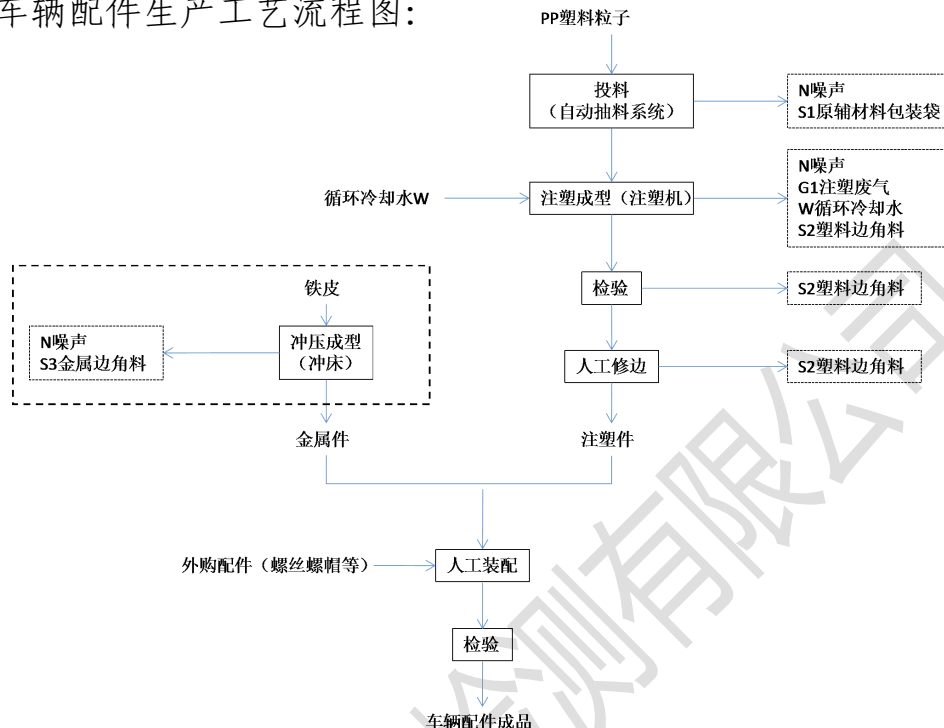 车辆配件生产工艺流程图：
PP塑料粒子
投料
（自动抽料系统）
N噪声
S1原辅材料包装袋
循环冷却水W
注塑成型（注塑机）
N噪声
G1注塑废气
W循环冷却水
S2塑料边角料
检验
S2塑料边角料
铁皮
N噪声
S3金属边角料
冲压成型
（冲床）
人工修边
S2塑料边角料
金属件
注塑件
外购配件（螺丝螺帽等）
人工装配
检验
车辆配件成品
检测有限公司